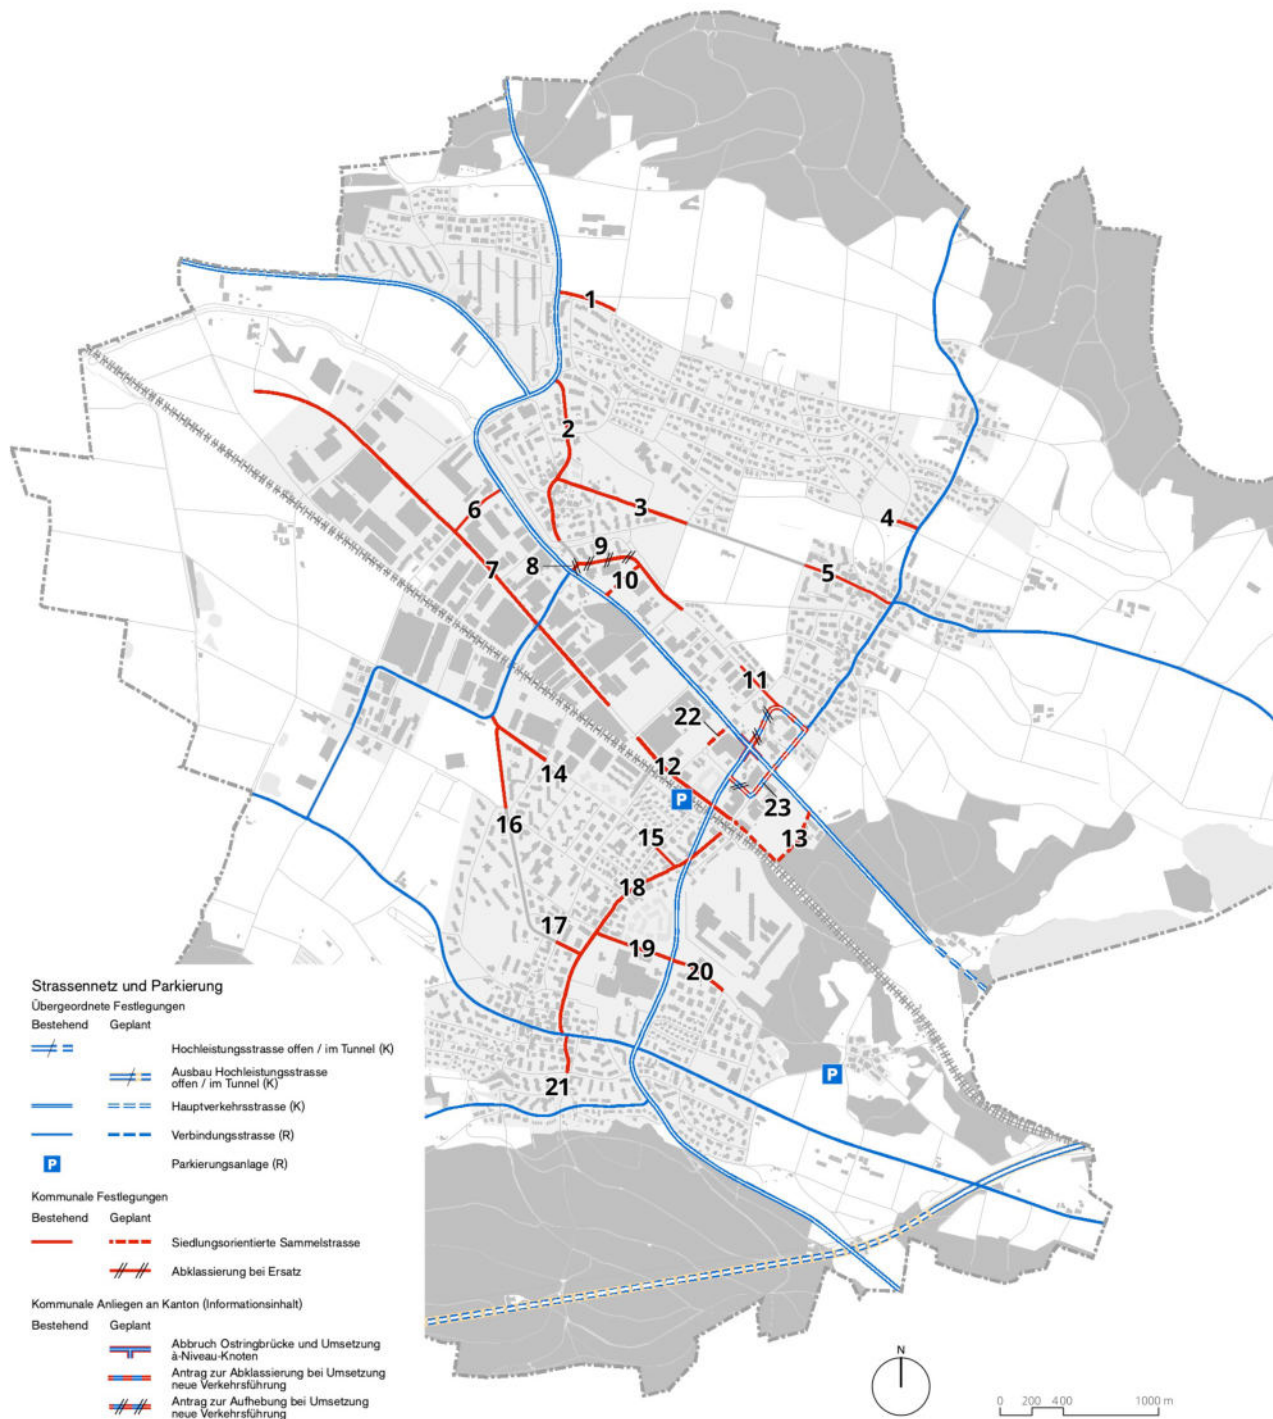 1
2
3
4
5
6
7
8
9
10
11
22
12
P
23
13
14
16
15
18
17
19
20
21
P
Strassennetz und Parkierung
Übergeordnete Festlegungen
Bestehend Geplant
Hochleistungsstrasse offen / im Tunnel (K)
Ausbau Hochleistungsstrasse
offen / im Tunnel (K)
Hauptverkehrsstrasse (K)
Verbindungsstrasse (R)
P Parkierungsanlage (R)
Kommunale Festlegungen
Bestehend Geplant
Siedlungsorientierte Sammelstrasse
Abklassierung bei Ersatz
Kommunale Anliegen an Kanton (Informationsinhalt)
Bestehend Geplant
Abbruch Ostringbrücke und Umsetzung
à-Niveau-Knoten
Antrag zur Abklassierung bei Umsetzung
neue Verkehrsführung
Antrag zur Aufhebung bei Umsetzung
neue Verkehrsführung
N
0 200 400 1000 m